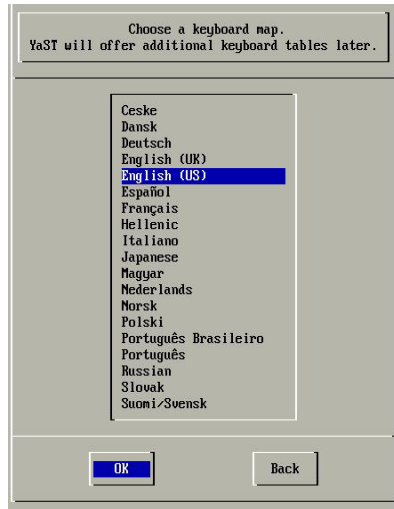 Choose a keyboard map.
YaST will offer additional keyboard tables later.
Ceske
Dansk
Deutsch
English (UK)
English (US)
Español
Français
Hellenic
Italiano
Japanese
Magyar
Nederlands
Norsk
Polski
Português Brasileiro
Português
Russian
Slovak
Suomi/Svensk
OK Back